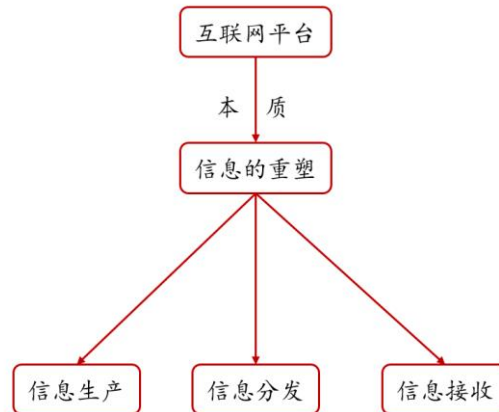 互联网平台
本 质
信息的重塑
信息生产
信息分发
信息接收